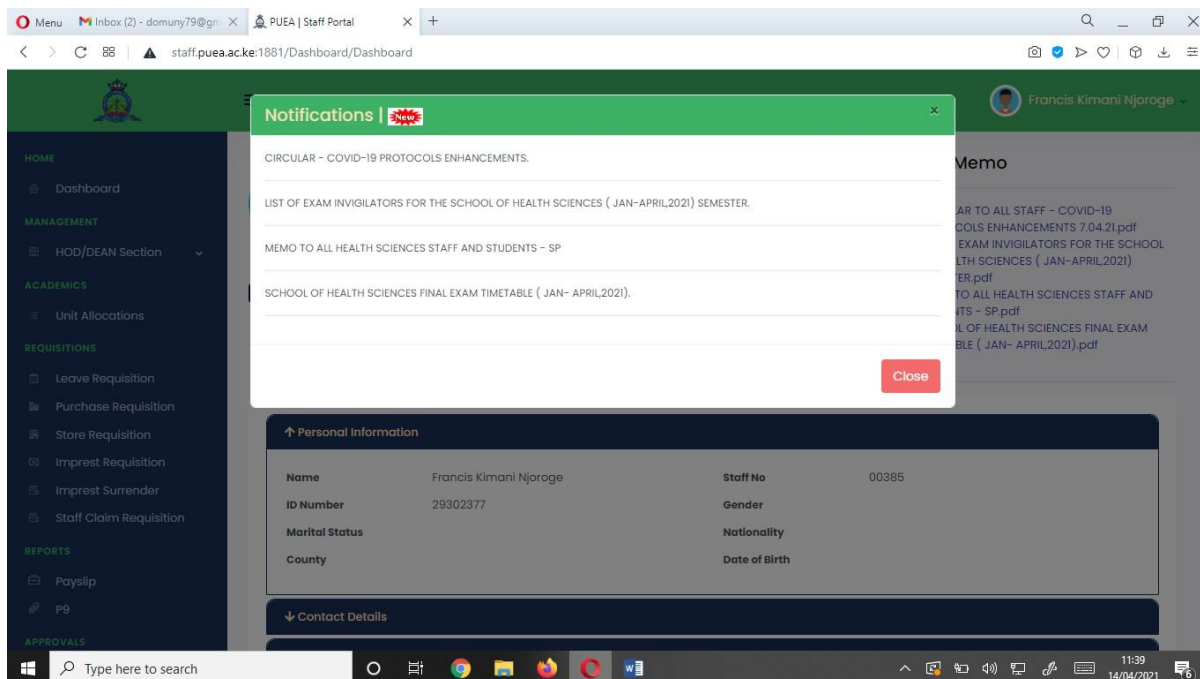 Menu
Inbox (2) - domuny79@gm
PUEA | Staff Portal
staff.puea.ac.ke:1881/Dashboard/Dashboard
Francis Kimani Njoroge
HOME
Dashboard
MANAGEMENT
HOD/DEAN Section
ACADEMICS
Unit Allocations
REQUISITIONS
Leave Requisition
Purchase Requisition
Store Requisition
Imprest Requisition
Imprest Surrender
Staff Claim Requisition
REPORTS
Payslip
P9
APPROVALS
Notifications | New
×
CIRCULAR - COVID-19 PROTOCOLS ENHANCEMENTS.
LIST OF EXAM INVIGILATORS FOR THE SCHOOL OF HEALTH SCIENCES ( JAN-APRIL,2021) SEMESTER.
MEMO TO ALL HEALTH SCIENCES STAFF AND STUDENTS - SP
SCHOOL OF HEALTH SCIENCES FINAL EXAM TIMETABLE ( JAN- APRIL,2021).
Close
Memo
AR TO ALL STAFF - COVID-19
COLS ENHANCEMENTS 7.04.21.pdf
EXAM INVIGILATORS FOR THE SCHOOL
LTH SCIENCES ( JAN-APRIL,2021)
TER.pdf
TO ALL HEALTH SCIENCES STAFF AND
NTS - SP.pdf
OL OF HEALTH SCIENCES FINAL EXAM
BLE ( JAN- APRIL,2021).pdf
Personal Information
Name Francis Kimani Njoroge Staff No 00385
ID Number 29302377 Gender
Marital Status Nationality
County Date of Birth
Contact Details
Type here to search
11:39
14/04/2021
6